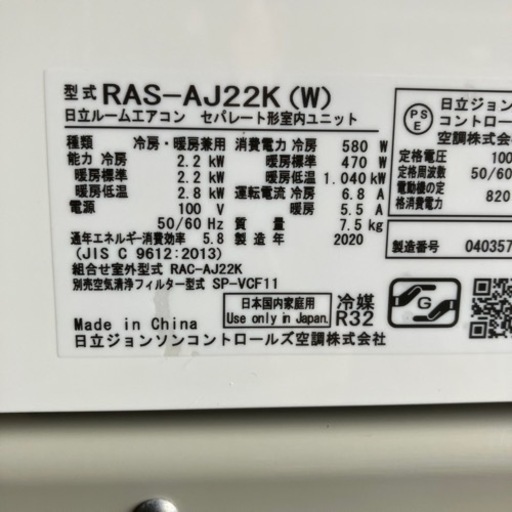 型式 RAS-AJ22K(W)
日立ルームエアコン セパレート形室内ユニット
種類 冷房・暖房兼用
能力 冷房 2.2 kW
暖房標準 2.2 kW
暖房低温 2.8 kW
電源 100 V
50/60 Hz
通年エネルギー消費効率 5.8
(JIS C 9612:2013)
組合せ室外型式 RAC-AJ22K
別売空気清浄フィルター型式 SP-VCF11
消費電力 冷房 580 W
暖房標準 470 W
暖房低温 1.040kW
運転電流 冷房 6.8 A
暖房 5.5 A
質量 7.5 kg
製造年 2020
Made in China
日本国内家庭用
Use only in Japan.
冷媒
R32
日立ジョンソンコントロールズ空調株式会社
PS
E
日立ジョン
コントロール
空調株式会
定格電圧 100
定格周波数 50/60
電動機の定
格消費電力 820
製造番号 040357
G